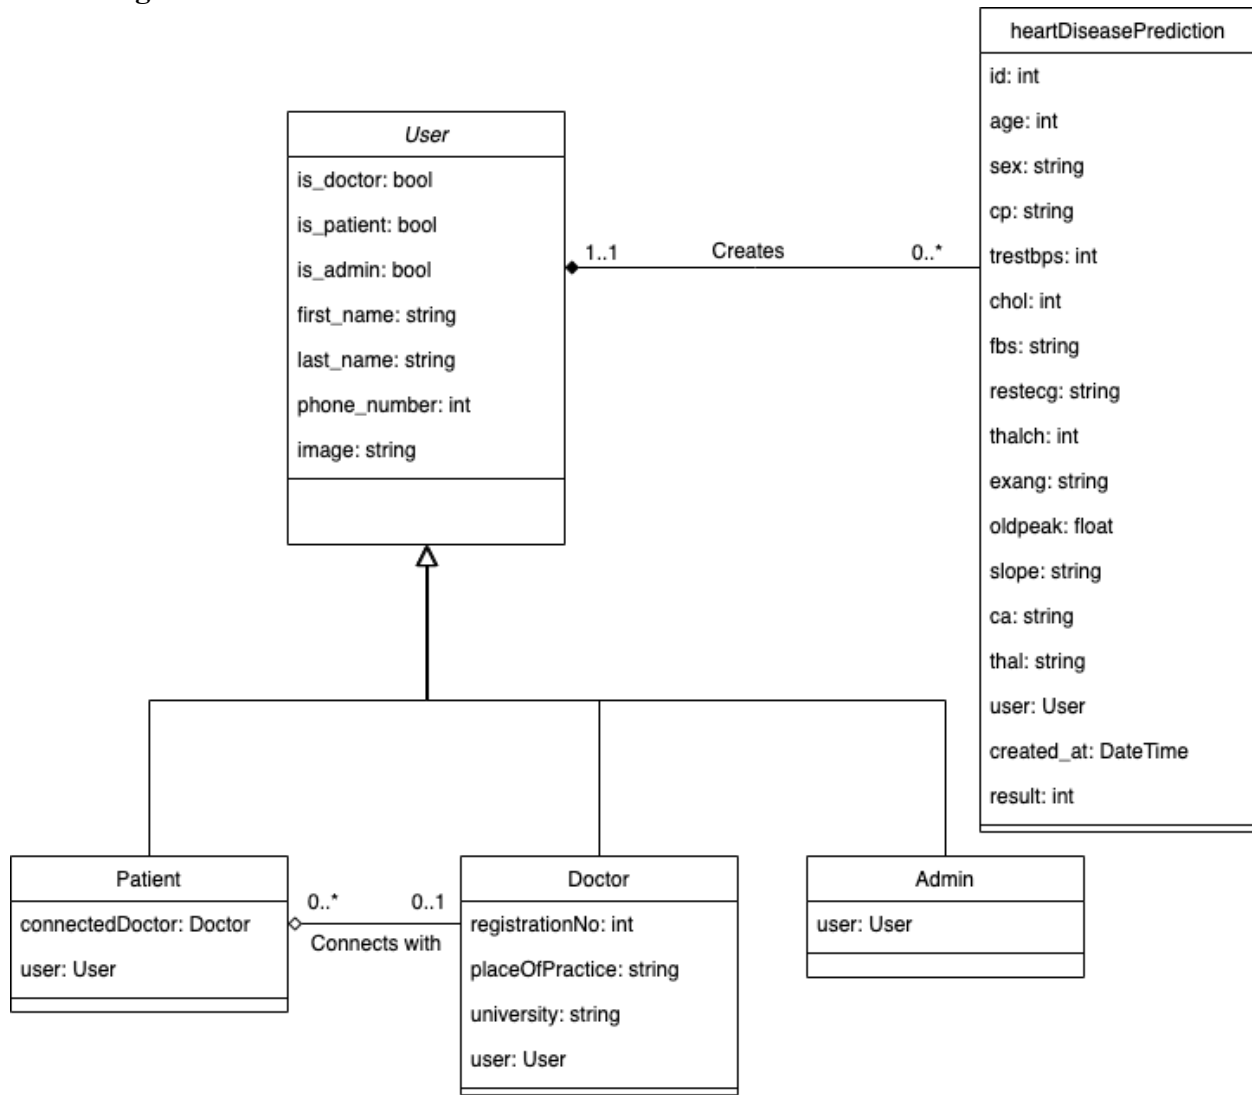 User
is_doctor: bool
is_patient: bool
is_admin: bool
first_name: string
last_name: string
phone_number: int
image: string
1..1
Creates
0..*
heartDiseasePrediction
id: int
age: int
sex: string
cp: string
trestbps: int
chol: int
fbs: string
restecg: string
thalch: int
exang: string
oldpeak: float
slope: string
ca: string
thal: string
user: User
created_at: DateTime
result: int
Patient
connectedDoctor: Doctor
user: User
0..*
0..1
Connects with
Doctor
registrationNo: int
placeOfPractice: string
university: string
user: User
Admin
user: User